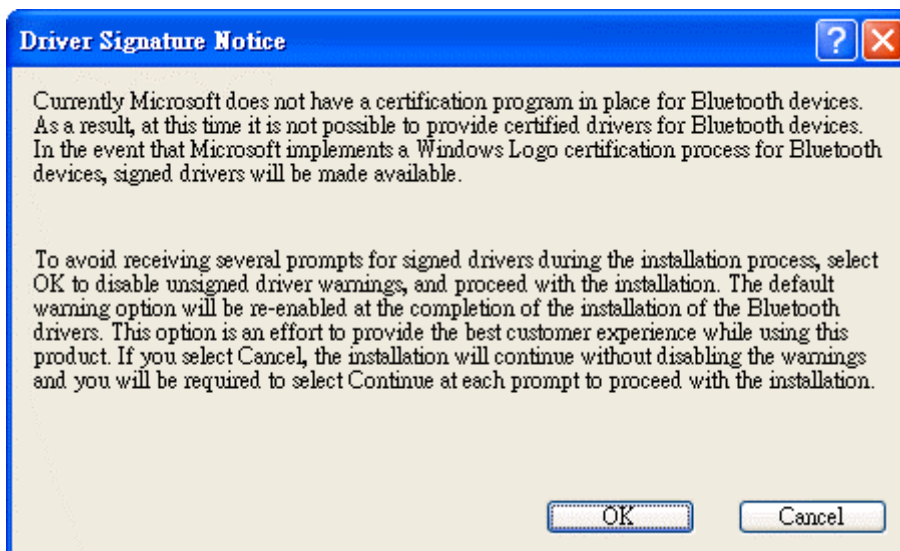 Driver Signature Notice
Currently Microsoft does not have a certification program in place for Bluetooth devices.
As a result, at this time it is not possible to provide certified drivers for Bluetooth devices.
In the event that Microsoft implements a Windows Logo certification process for Bluetooth
devices, signed drivers will be made available.
To avoid receiving several prompts for signed drivers during the installation process, select
OK to disable unsigned driver warnings, and proceed with the installation. The default
warning option will be re-enabled at the completion of the installation of the Bluetooth
drivers. This option is an effort to provide the best customer experience while using this
product. If you select Cancel, the installation will continue without disabling the warnings
and you will be required to select Continue at each prompt to proceed with the installation.
OK
Cancel